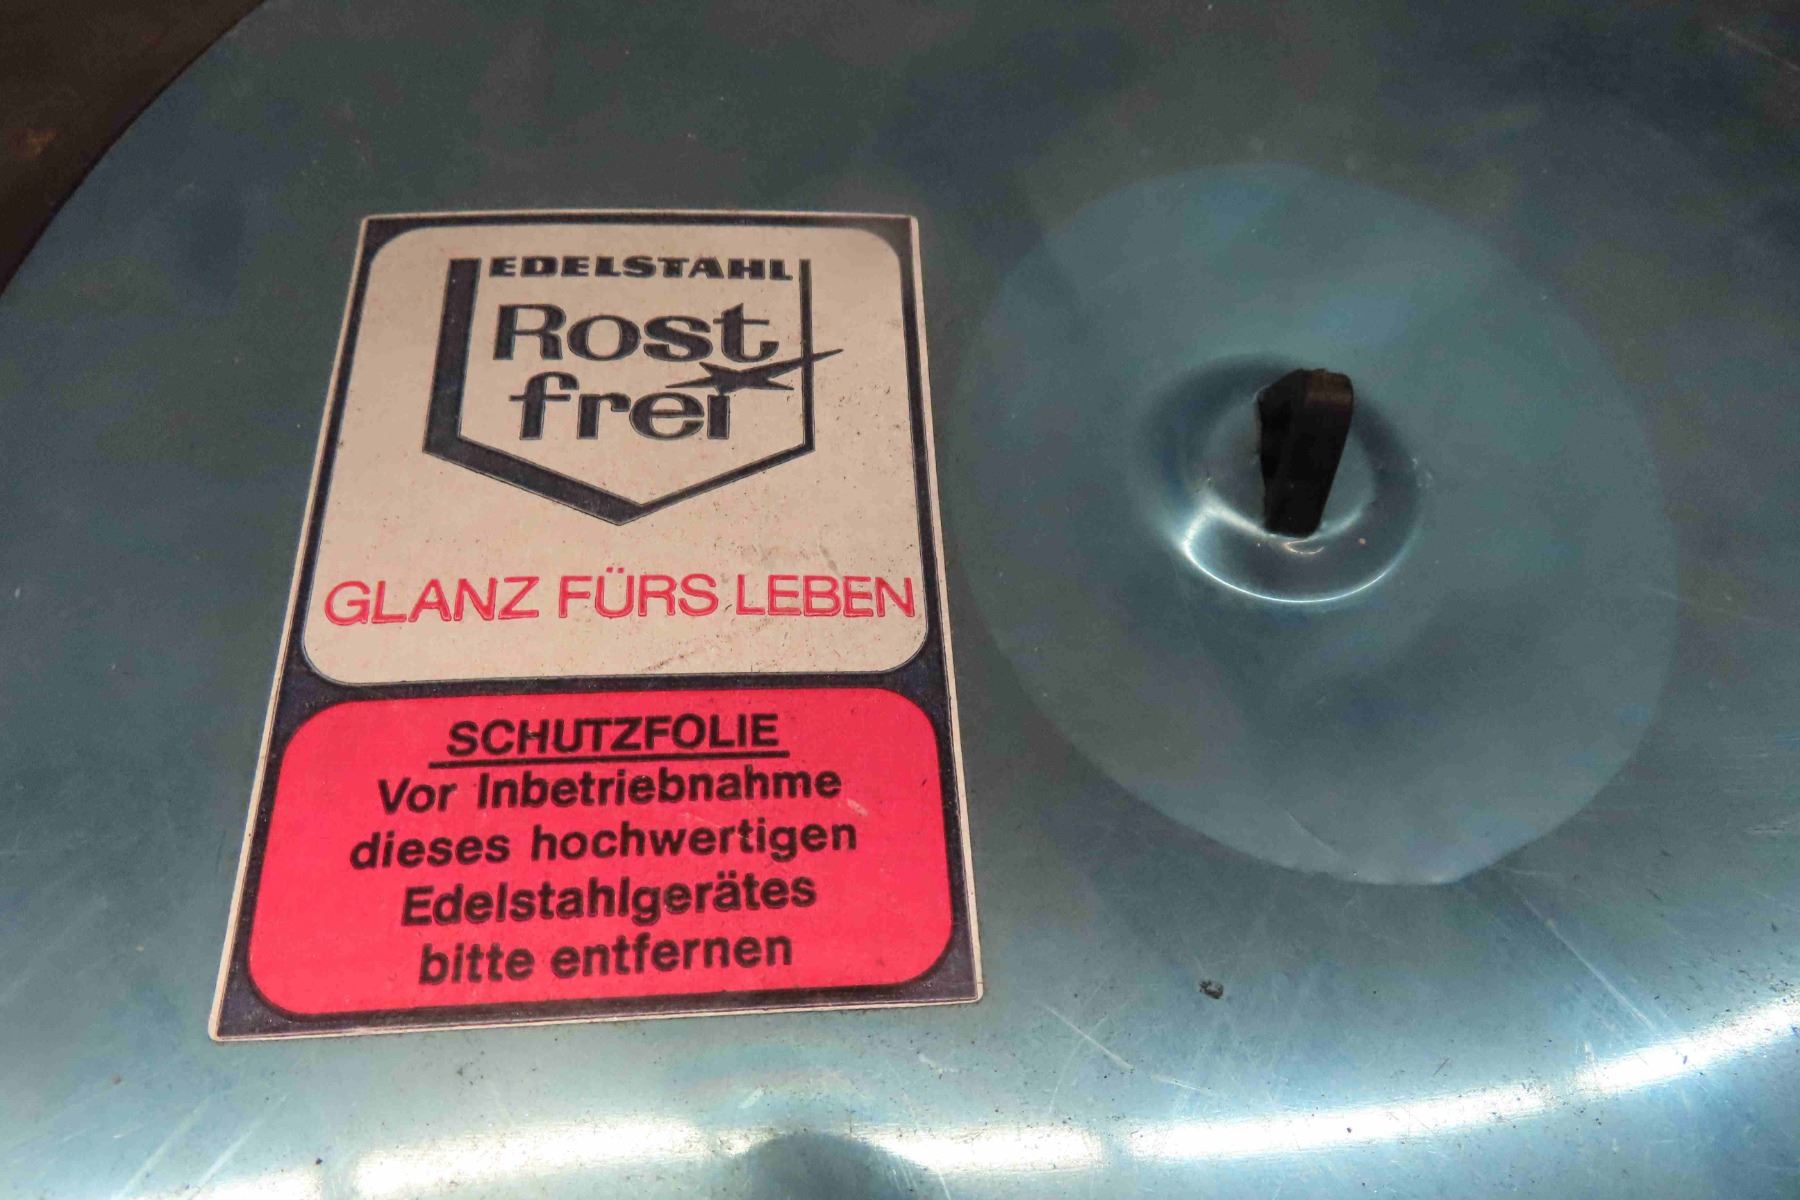 EDELSTAHL
Rost
frei
GLANZ FÜRS LEBEN
SCHUTZFOLIE
Vor Inbetriebnahme
dieses hochwertigen
Edelstahlgerätes
bitte entfernen